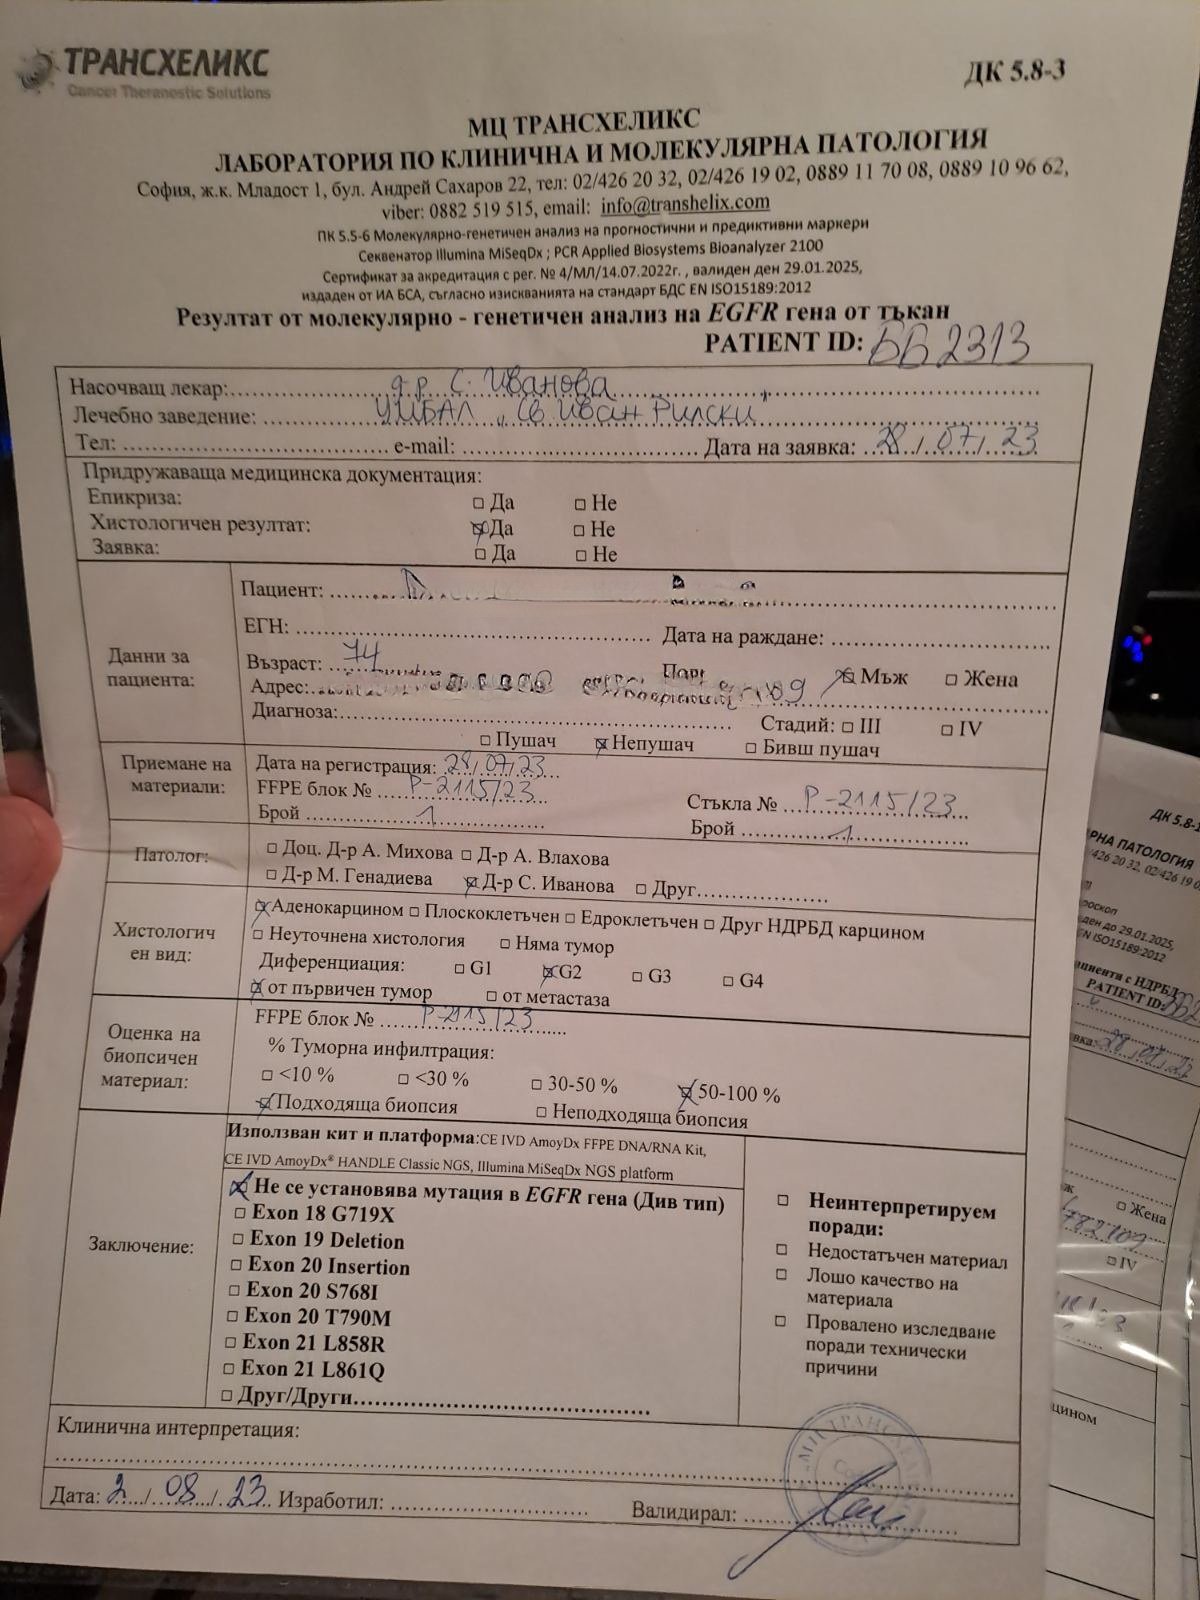 ТРАНСХЕЛИКС
Cancer Theranostic Solutions
ДК 5.8-3
МЦ ТРАНСХЕЛИКС
ЛАБОРАТОРИЯ ПО КЛИНИЧНА И МОЛЕКУЛЯРНА ПАТОЛОГИЯ
София, ж.к. Младост 1, бул. Андрей Сахаров 22, тел: 02/426 20 32, 02/426 19 02, 0889 11 70 08, 0889 10 96 62,
viber: 0882 519 515, email: info@transhelix.com
ПК 5.5-6 Молекулярно-генетичен анализ на прогностични и предиктивни маркери
Секвенатор Illumina MiSeqDx ; PCR Applied Biosystems Bioanalyzer 2100
Сертификат за акредитация с рег. № 4/МЛ/14.07.2022г. , валиден ден 29.01.2025,
издаден от ИА БСА, съгласно изискванията на стандарт БДС EN ISO15189:2012
Резултат от молекулярно - генетичен анализ на EGFR гена от тъкан
PATIENT ID: ББ2313
Насочващ лекар: д-р С. Иванова
Лечебно заведение: УМБАЛ „Св Иван Рилски"
Тел: e-mail: Дата на заявка: 28/07/23
Придружаваща медицинска документация:
Епикриза: □ Да □ Не
Хистологичен резултат: ☒ Да □ Не
Заявка: □ Да □ Не
Данни за пациента:
Пациент:
ЕГН: Дата на раждане:
Възраст: 74 Пол: ☒ Мъж □ Жена
Адрес:
Диагноза: Стадий: □ III □ IV
□ Пушач ☒ Непушач □ Бивш пушач
Приемане на материали:
Дата на регистрация: 28/07/23
FFPE блок № Р-2115/23 Стъкла № Р-2115/23
Брой 1 Брой 1
Патолог: □ Доц. Д-р А. Михова □ Д-р А. Влахова
□ Д-р М. Генадиева ☒ Д-р С. Иванова □ Друг
Хистологичен вид:
☒ Аденокарцином □ Плоскоклетъчен □ Едроклетъчен □ Друг НДРБД карцином
□ Неуточнена хистология □ Няма тумор
Диференциация: □ G1 ☒ G2 □ G3 □ G4
☒ от първичен тумор □ от метастаза
Оценка на биопсичен материал:
FFPE блок № Р-2115/23
% Туморна инфилтрация:
□ <10 % □ <30 % □ 30-50 % ☒ 50-100 %
☒ Подходяща биопсия □ Неподходяща биопсия
Заключение:
Използван кит и платформа:CE IVD AmoyDx FFPE DNA/RNA Kit,
CE IVD AmoyDx® HANDLE Classic NGS, Illumina MiSeqDx NGS platform
☒ Не се установява мутация в EGFR гена (Див тип)
□ Exon 18 G719X
□ Exon 19 Deletion
□ Exon 20 Insertion
□ Exon 20 S768I
□ Exon 20 T790M
□ Exon 21 L858R
□ Exon 21 L861Q
□ Друг/Други
□ Неинтерпретируем
поради:
□ Недостатъчен материал
□ Лошо качество на
материала
□ Провалено изследване
поради технически
причини
Клинична интерпретация:
Дата: 2/08/23 Изработил: Валидирал:
ДК 5.8-
РНА ПАТОЛОГИЯ
EN ISO15189:2012
PATIENT ID:
□ Жена
□ IV